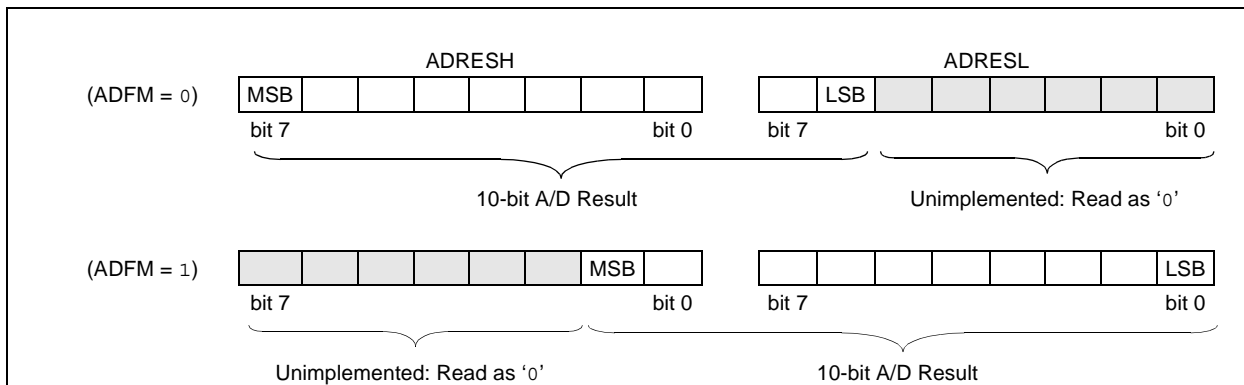 ADRESH ADRESL
(ADFM = 0) MSB LSB
bit 7 bit 0 bit 7 bit 0
10-bit A/D Result Unimplemented: Read as ‘0’
(ADFM = 1) MSB LSB
bit 7 bit 0 bit 7 bit 0
Unimplemented: Read as ‘0’ 10-bit A/D Result